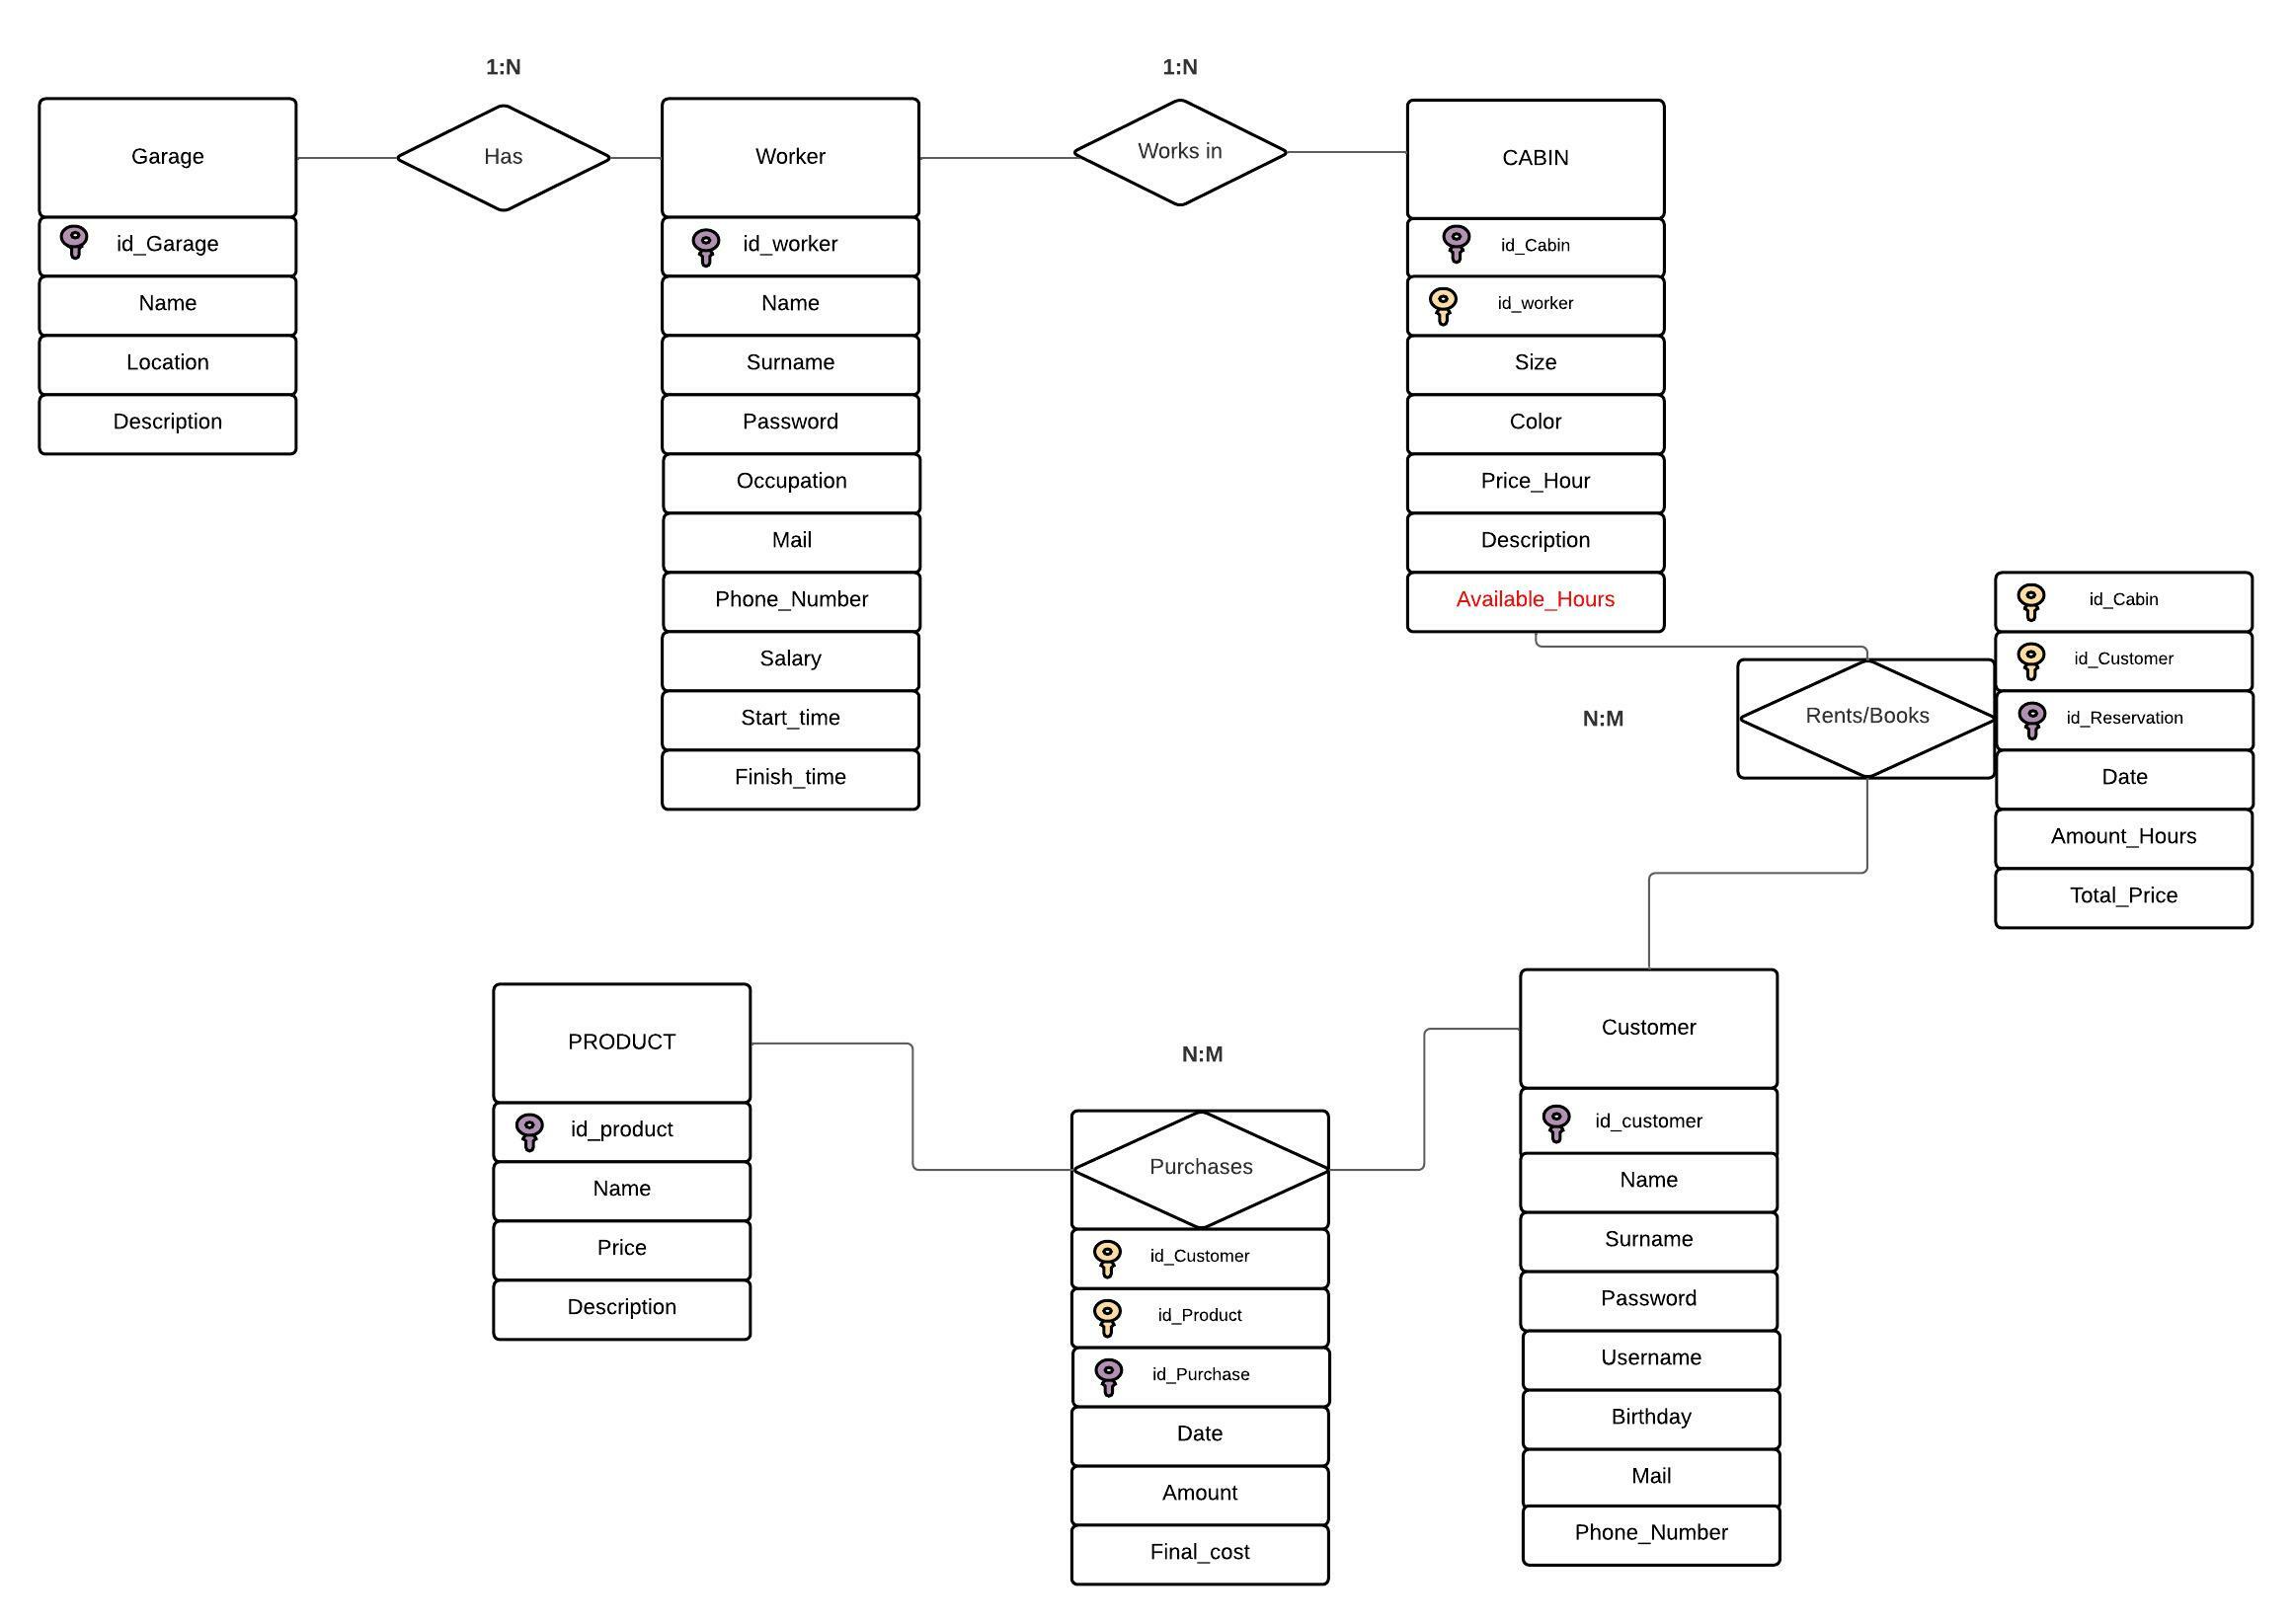 1:N
1:N
Garage
Has
Worker
Works in
CABIN
id_Garage
Name
Location
Description
id_worker
Name
Surname
Password
Occupation
Mail
Phone_Number
Salary
Start_time
Finish_time
id_Cabin
id_worker
Size
Color
Price_Hour
Description
Available_Hours
N:M
Rents/Books
id_Cabin
id_Customer
id_Reservation
Date
Amount_Hours
Total_Price
PRODUCT
id_product
Name
Price
Description
N:M
Purchases
id_Customer
id_Product
id_Purchase
Date
Amount
Final_cost
Customer
id_customer
Name
Surname
Password
Username
Birthday
Mail
Phone_Number